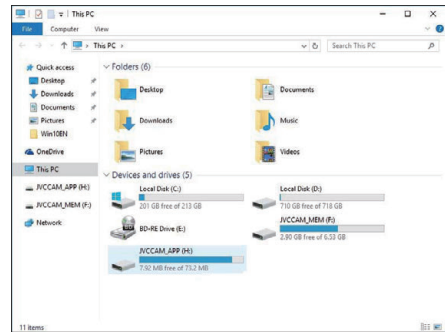 This PC
File Computer View
This PC
Search This PC
Quick access
Desktop
Downloads
Documents
Pictures
Win10EN
OneDrive
This PC
JVCCAM_APP (H:)
JVCCAM_MEM (F:)
Network
Folders (6)
Desktop
Documents
Downloads
Music
Pictures
Videos
Devices and drives (5)
Local Disk (C:)
201 GB free of 213 GB
Local Disk (D:)
710 GB free of 718 GB
BD-RE Drive (E:)
JVCCAM_MEM (F:)
2.90 GB free of 6.53 GB
JVCCAM_APP (H:)
7.92 MB free of 75.2 MB
11 items